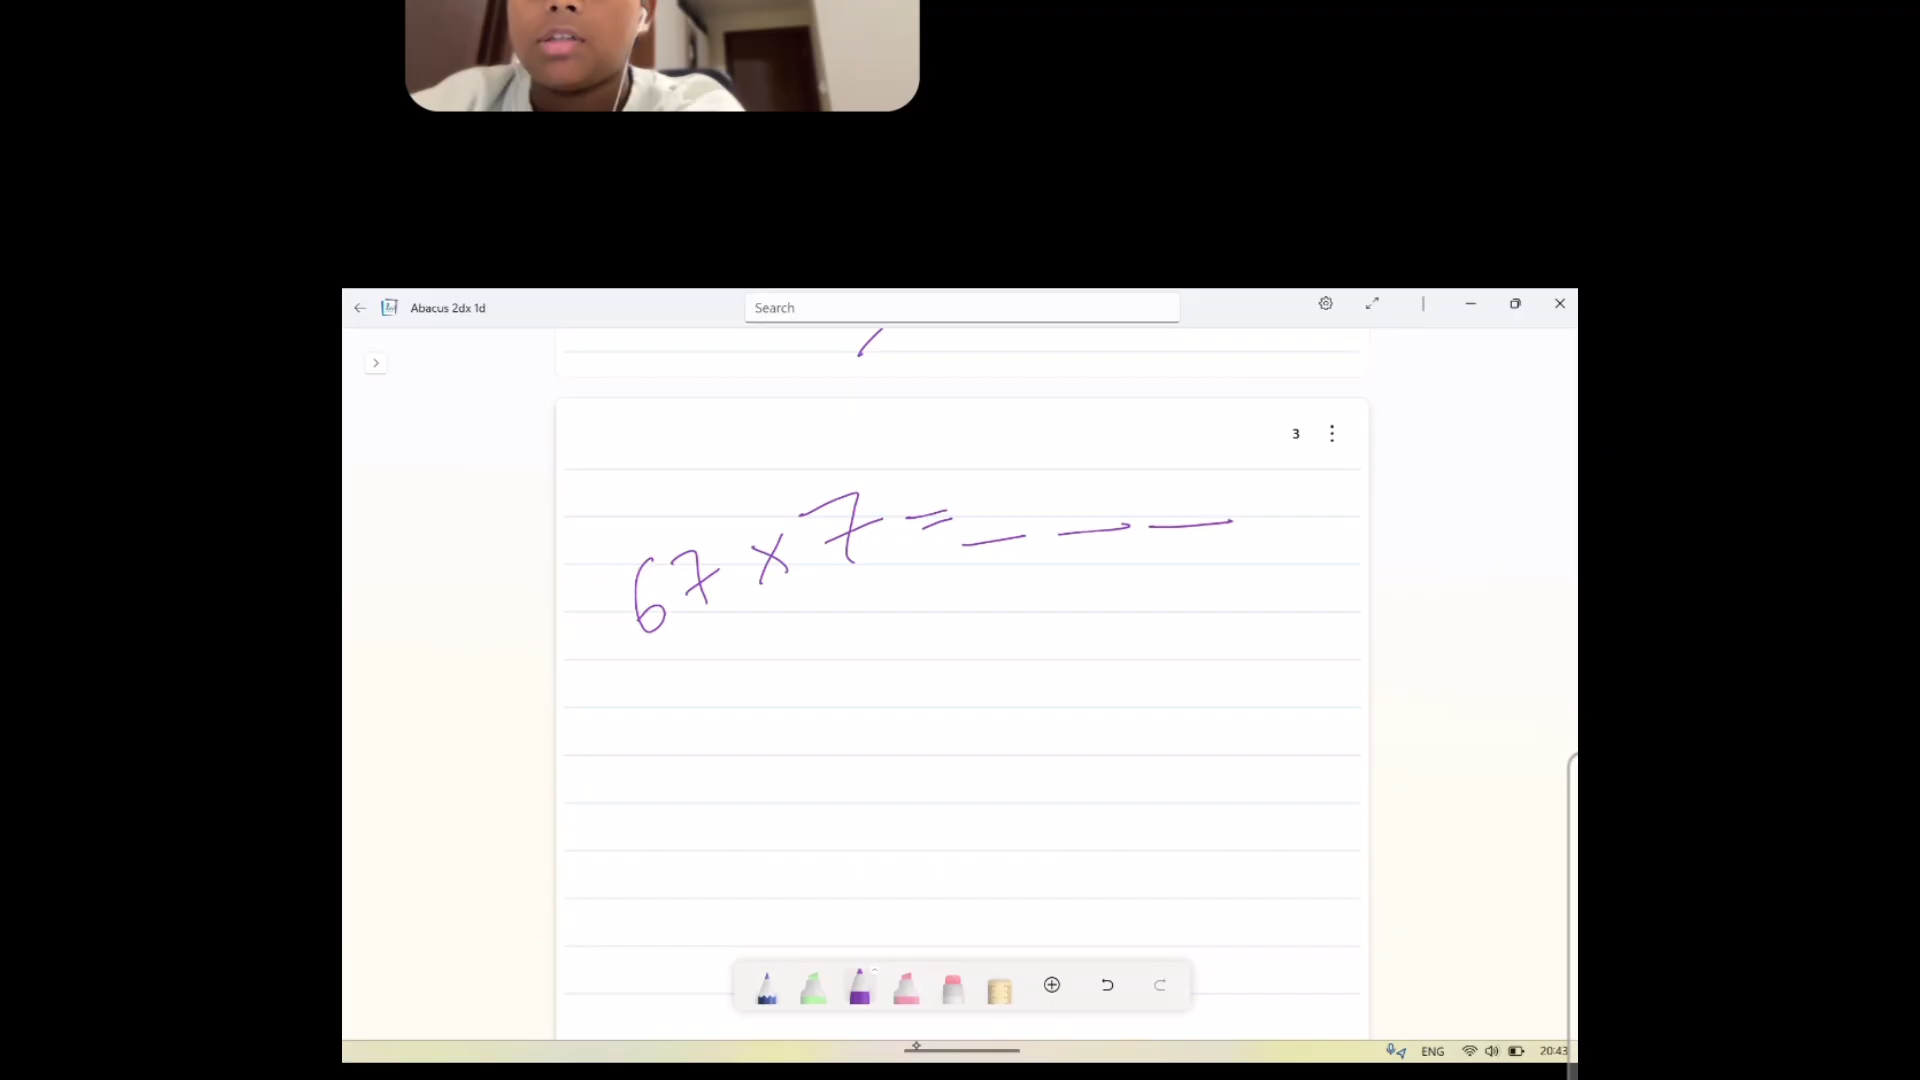 Abacus 2dx 1d
Search
3
67 x 7 = _ _ _
ENG
20:43